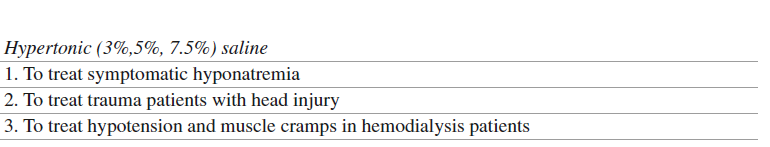 Hypertonic (3%,5%, 7.5%) saline
1. To treat symptomatic hyponatremia
2. To treat trauma patients with head injury
3. To treat hypotension and muscle cramps in hemodialysis patients